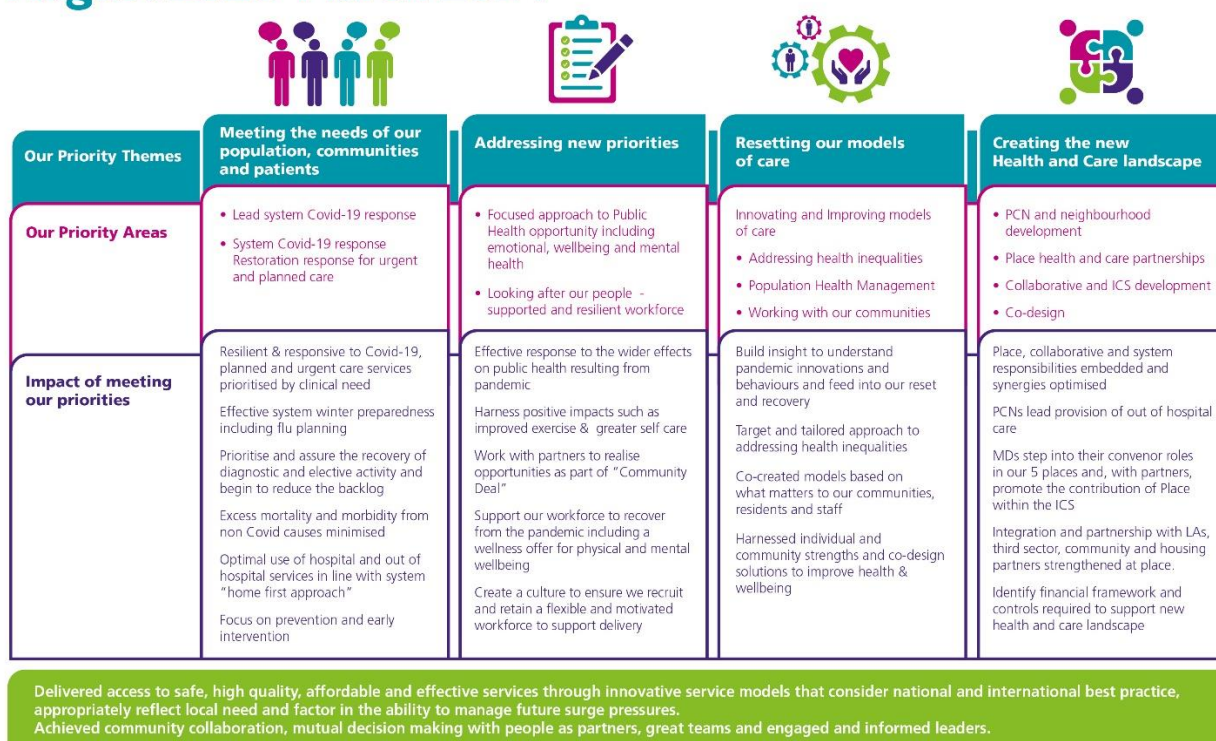 Our Priority Themes
Meeting the needs of our
population, communities
and patients
Addressing new priorities
Resetting our models
of care
Creating the new
Health and Care landscape
Our Priority Areas
• Lead system Covid-19 response
• System Covid-19 response
Restoration response for urgent
and planned care
• Focused approach to Public
Health opportunity including
emotional, wellbeing and mental
health
• Looking after our people -
supported and resilient workforce
Innovating and Improving models
of care
• Addressing health inequalities
• Population Health Management
• Working with our communities
• PCN and neighbourhood
development
• Place health and care partnerships
• Collaborative and ICS development
• Co-design
Impact of meeting
our priorities
Resilient & responsive to Covid-19,
planned and urgent care services
prioritised by clinical need
Effective system winter preparedness
including flu planning
Prioritise and assure the recovery of
diagnostic and elective activity and
begin to reduce the backlog
Excess mortality and morbidity from
non Covid causes minimised
Optimal use of hospital and out of
hospital services in line with system
"home first approach"
Focus on prevention and early
intervention
Effective response to the wider effects
on public health resulting from
pandemic
Harness positive impacts such as
improved exercise & greater self care
Work with partners to realise
opportunities as part of "Community
Deal"
Support our workforce to recover
from the pandemic including a
wellness offer for physical and mental
wellbeing
Create a culture to ensure we recruit
and retain a flexible and motivated
workforce to support delivery
Build insight to understand
pandemic innovations and
behaviours and feed into our reset
and recovery
Target and tailored approach to
addressing health inequalities
Co-created models based on
what matters to our communities,
residents and staff
Harnessed individual and
community strengths and co-design
solutions to improve health &
wellbeing
Place, collaborative and system
responsibilities embedded and
synergies optimised
PCNs lead provision of out of hospital
care
MDs step into their convenor roles
in our 5 places and, with partners,
promote the contribution of Place
within the ICS
Integration and partnership with LAs,
third sector, community and housing
partners strengthened at place.
Identify financial framework and
controls required to support new
health and care landscape
Delivered access to safe, high quality, affordable and effective services through innovative service models that consider national and international best practice,
appropriately reflect local need and factor in the ability to manage future surge pressures.
Achieved community collaboration, mutual decision making with people as partners, great teams and engaged and informed leaders.